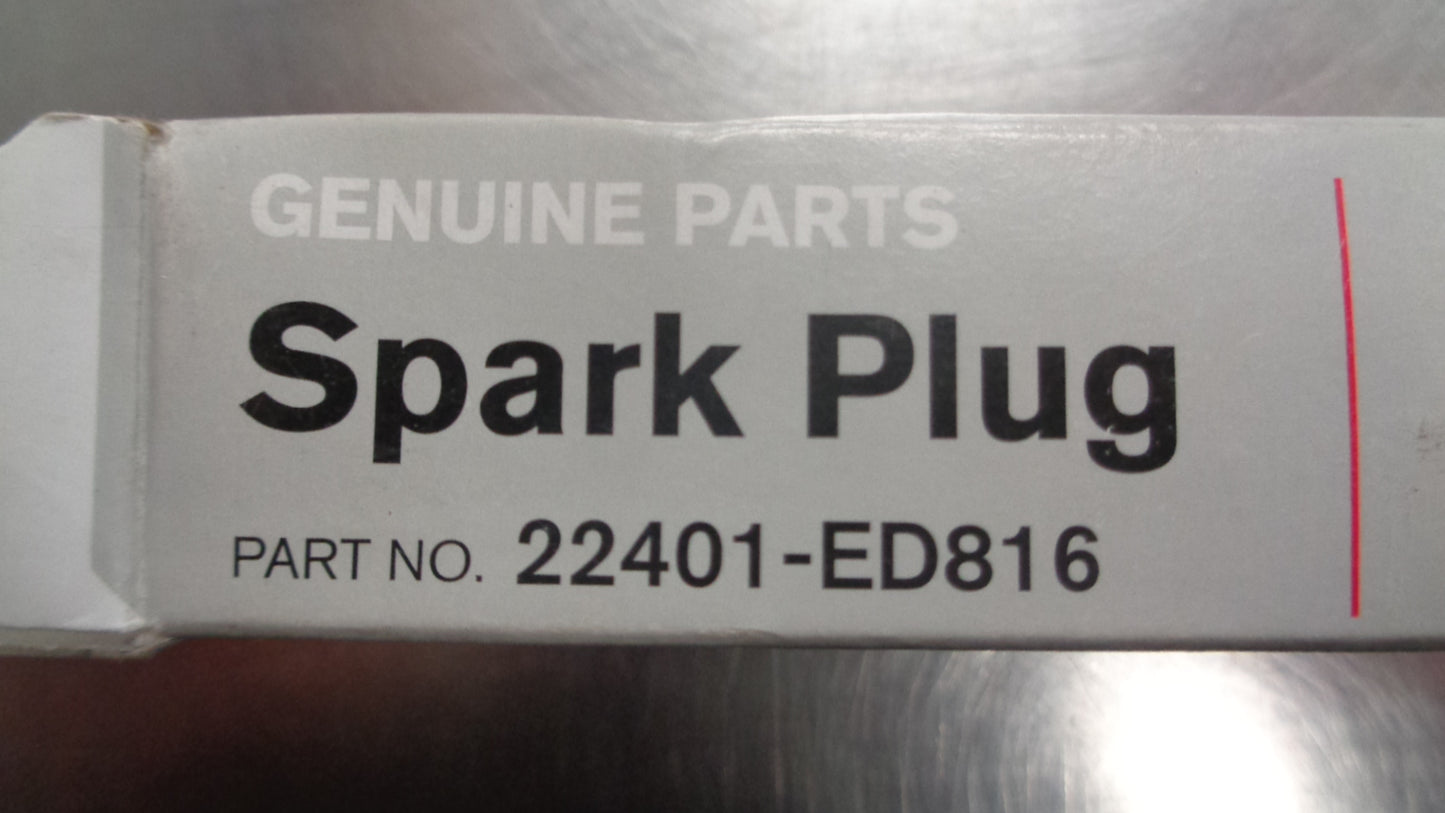 GENUINE PARTS
Spark Plug
PART NO. 22401-ED816